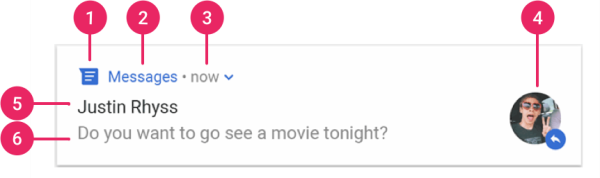 1 2 3 4
Messages • now
5 Justin Rhyss
6 Do you want to go see a movie tonight?